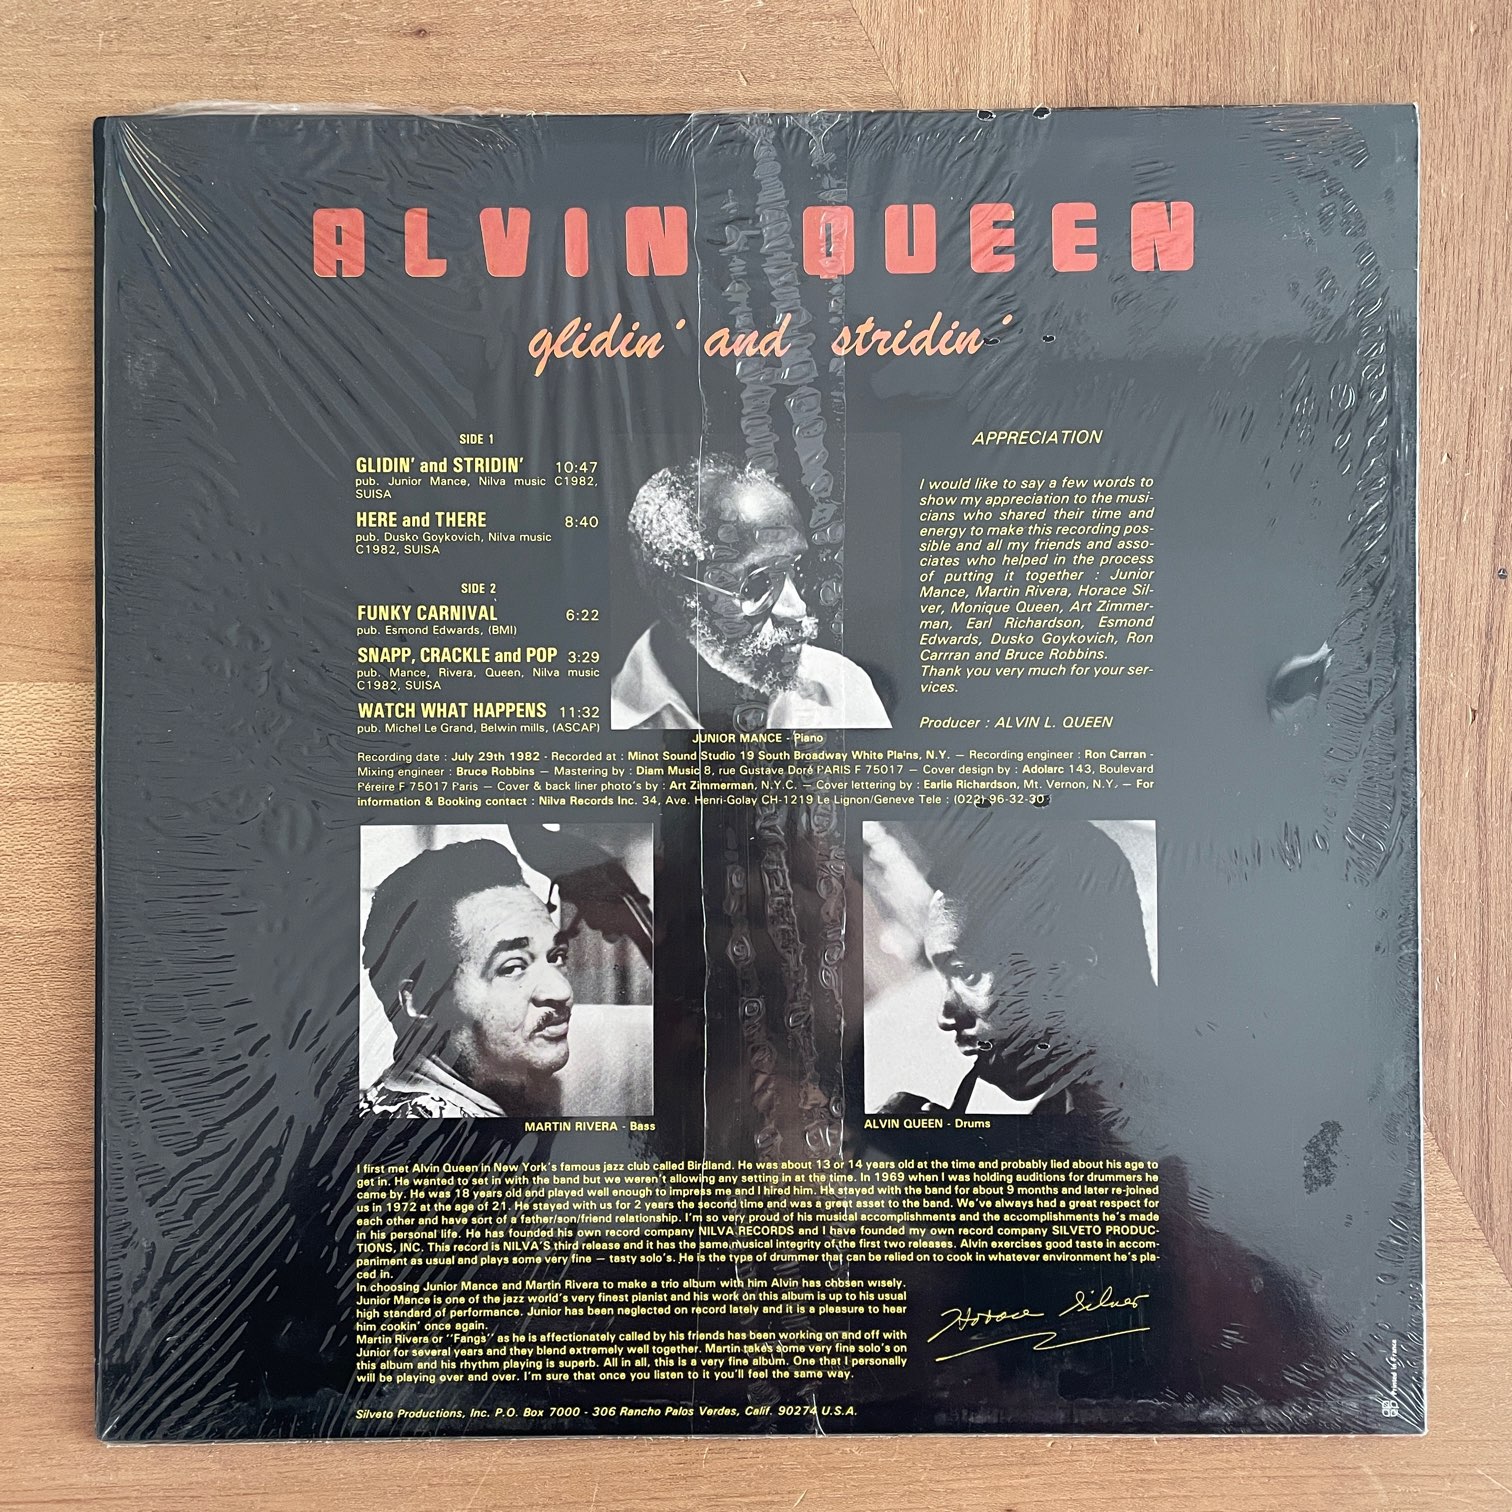 ALVIN QUEEN
glidin' and stridin'
SIDE 1
GLIDIN' and STRIDIN' 10:47
pub. Junior Mance, Nilva music C1982,
SUISA
HERE and THERE 8:40
pub. Dusko Goykovich, Nilva music
C1982, SUISA
SIDE 2
FUNKY CARNIVAL 6:22
pub. Esmond Edwards, (BMI)
SNAPP, CRACKLE and POP 3:29
pub. Mance, Rivera, Queen, Nilva music
C1982, SUISA
WATCH WHAT HAPPENS 11:32
pub. Michel Le Grand, Belwin mills, (ASCAP)
JUNIOR MANCE - Piano
APPRECIATION
I would like to say a few words to
show my appreciation to the musi-
cians who shared their time and
energy to make this recording pos-
sible and all my friends and asso-
ciates who helped in the process
of putting it together : Junior
Mance, Martin Rivera, Horace Sil-
ver, Monique Queen, Art Zimmer-
man, Earl Richardson, Esmond
Edwards, Dusko Goykovich, Ron
Carrran and Bruce Robbins.
Thank you very much for your ser-
vices.
Producer : ALVIN L. QUEEN
Recording date : July 29th 1982 - Recorded at : Minot Sound Studio 19 South Broadway White Plains, N.Y. — Recording engineer : Ron Carran -
Mixing engineer : Bruce Robbins — Mastering by : Diam Music 8, rue Gustave Doré PARIS F 75017 — Cover design by : Adolarc 143, Boulevard
Péreire F 75017 Paris — Cover & back liner photo's by : Art Zimmerman, N.Y.C. — Cover lettering by : Earlie Richardson, Mt. Vernon, N.Y. — For
information & Booking contact : Nilva Records Inc. 34, Ave. Henri-Golay CH-1219 Le Lignon/Geneve Tele : (022) 96-32-30
MARTIN RIVERA - Bass
ALVIN QUEEN - Drums
I first met Alvin Queen in New York's famous jazz club called Birdland. He was about 13 or 14 years old at the time and probably lied about his age to
get in. He wanted to set in with the band but we weren't allowing any setting in at the time. In 1969 when I was holding auditions for drummers he
came by. He was 18 years old and played well enough to impress me and I hired him. He stayed with the band for about 9 months and later re-joined
us in 1972 at the age of 21. He stayed with us for 2 years the second time and was a great asset to the band. We've always had a great respect for
each other and have sort of a father/son/friend relationship. I'm so very proud of his musical accomplishments and the accomplishments he's made
in his personal life. He has founded his own record company NILVA RECORDS and I have founded my own record company SILVETO PRODUC-
TIONS, INC. This record is NILVA'S third release and it has the same musical integrity of the first two releases. Alvin exercises good taste in accom-
paniment as usual and plays some very fine — tasty solo's. He is the type of drummer that can be relied on to cook in whatever environment he's pla-
ced in.
In choosing Junior Mance and Martin Rivera to make a trio album with him Alvin has chosen wisely.
Junior Mance is one of the jazz world's very finest pianist and his work on this album is up to his usual
high standard of performance. Junior has been neglected on record lately and it is a pleasure to hear
him cookin' once again.
Martin Rivera or "Fangs" as he is affectionately called by his friends has been working on and off with
Junior for several years and they blend extremely well together. Martin takes some very fine solo's on
this album and his rhythm playing is superb. All in all, this is a very fine album. One that I personally
will be playing over and over. I'm sure that once you listen to it you'll feel the same way.
Horace Silver
Silveto Productions, Inc. P.O. Box 7000 - 306 Rancho Palos Verdes, Calif. 90274 U.S.A.
Printed in France